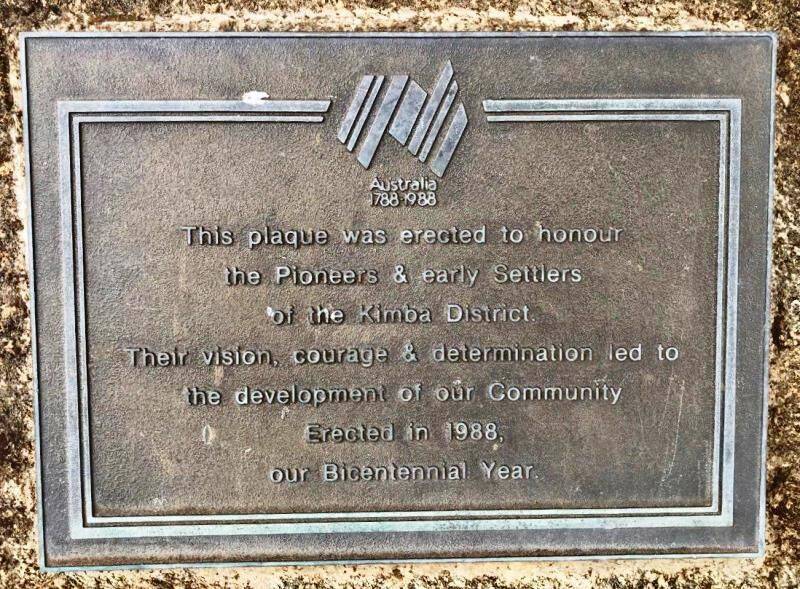 Australia
1788-1988
This plaque was erected to honour
the Pioneers & early Settlers
of the Kimba District.
Their vision, courage & determination led to
the development of our Community
Erected in 1988,
our Bicentennial Year.